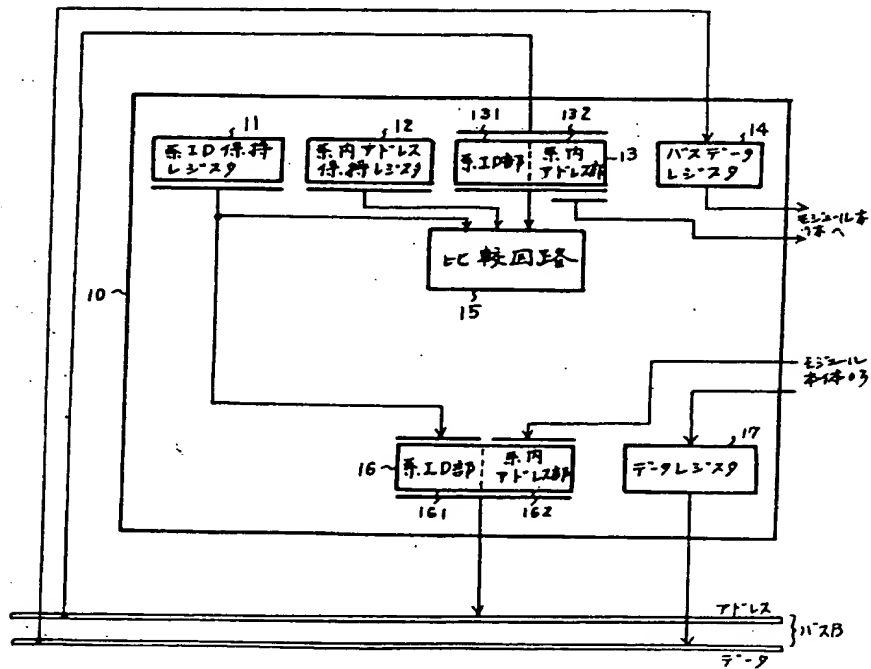 11
系ID保持
レジスタ
12
系内アドレス
保持レジスタ
131
132
系ID部
系内
アドレス部
13
14
バスデータ
レジスタ
モジュール本
体へ
比較回路
15
10
モジュール
本体から
16
系ID部
系内
アドレス部
161
162
17
データレジスタ
アドレス
バスB
データ